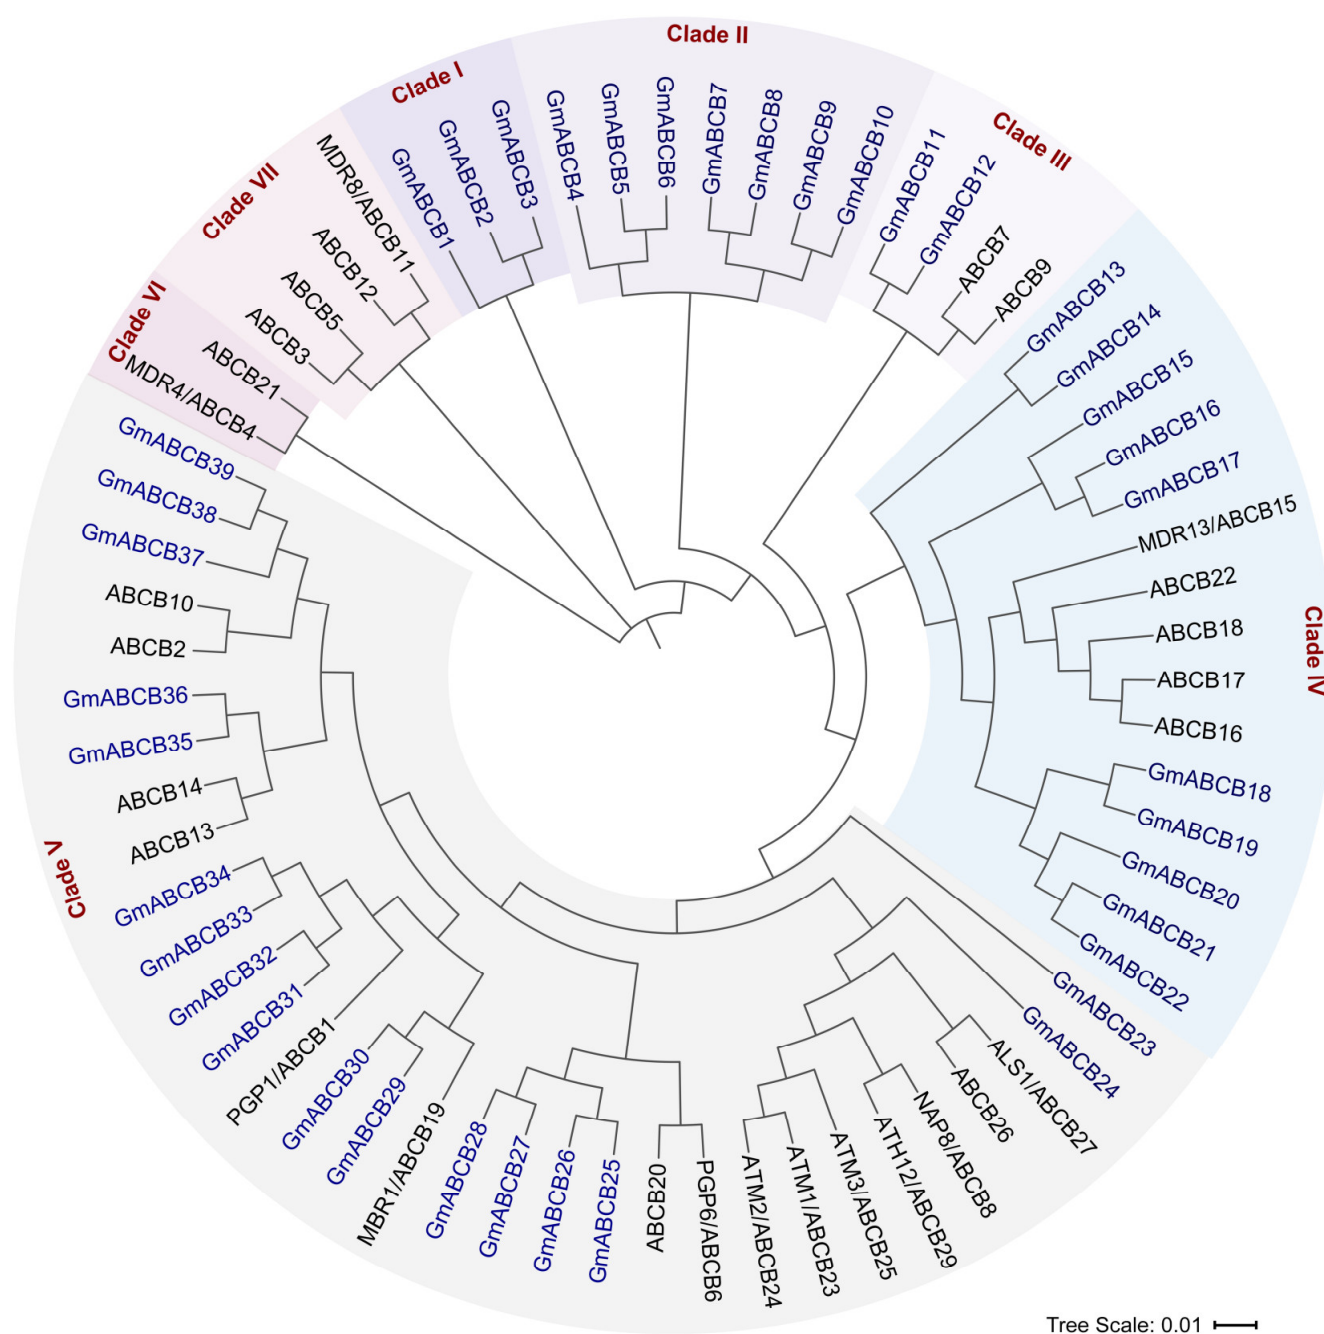 Clade I
GmABCB1
GmABCB2
GmABCB3
Clade II
GmABCB4
GmABCB5
GmABCB6
GmABCB7
GmABCB8
GmABCB9
GmABCB10
Clade III
GmABCB11
GmABCB12
ABCB7
ABCB9
Clade IV
GmABCB13
GmABCB14
GmABCB15
GmABCB16
GmABCB17
MDR13/ABCB15
ABCB22
ABCB18
ABCB17
ABCB16
GmABCB18
GmABCB19
GmABCB20
GmABCB21
GmABCB22
GmABCB23
GmABCB24
ALS1/ABCB27
ABCB26
NAP8/ABCB8
ATH12/ABCB29
ATM3/ABCB25
ATM1/ABCB23
ATM2/ABCB24
PGP6/ABCB6
ABCB20
GmABCB25
GmABCB26
GmABCB27
GmABCB28
MBR1/ABCB19
GmABCB29
GmABCB30
PGP1/ABCB1
GmABCB31
GmABCB32
GmABCB33
GmABCB34
Clade V
ABCB13
ABCB14
GmABCB35
GmABCB36
ABCB2
ABCB10
GmABCB37
GmABCB38
GmABCB39
Clade VI
MDR4/ABCB4
ABCB21
Clade VII
ABCB3
ABCB5
ABCB12
MDR8/ABCB11
Tree Scale: 0.01